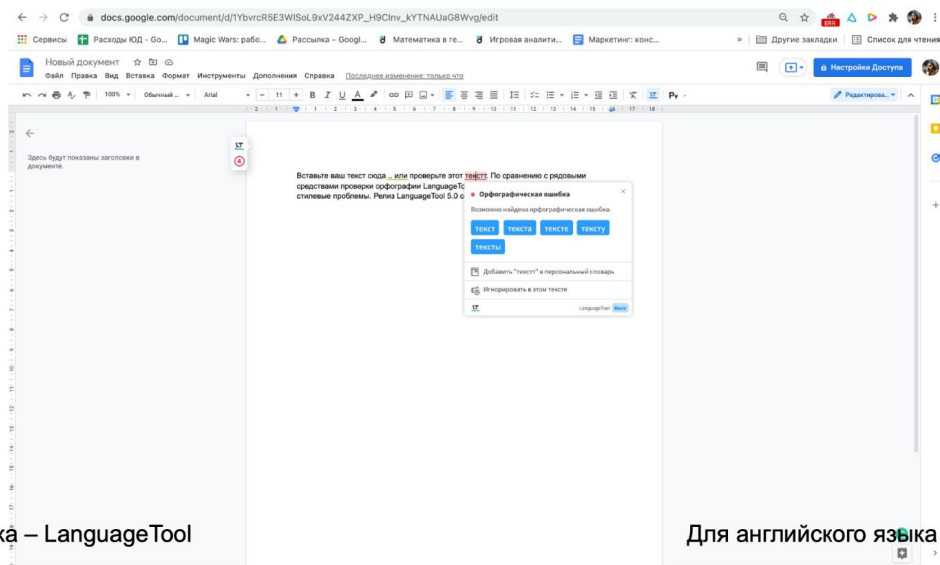 docs.google.com/document/d/1YbvrcR5E3WlSoL9xV244ZXP_H9Clnv_kYTNAUaG8Wvg/edit
ERR
Сервисы Расходы ЮД – Go... Magic Wars: рабо... Рассылка – Googl... Математика в ге... Игровая аналити... Маркетинг: конс... » Другие закладки Список для чтения
Новый документ
Файл Правка Вид Вставка Формат Инструменты Дополнения Справка Последнее изменение: только что
Настройки Доступа
100% Обычный ... Arial – 11 + B I U A Редактирова...
Здесь будут показаны заголовки в
документе.
LT
4
Вставьте ваш текст сюда .. или проверьте этот текстт. По сравнению с рядовыми
средствами проверки орфографии LanguageTo
стилевые проблемы. Релиз LanguageTool 5.0 с
Орфографическая ошибка ×
Возможно найдена орфографическая ошибка.
текст текста тексте тексту
тексты
Добавить "текстт" в персональный словарь
Игнорировать в этом тексте
LT LanguageTool Basic
ка – LanguageTool
Для английского языка